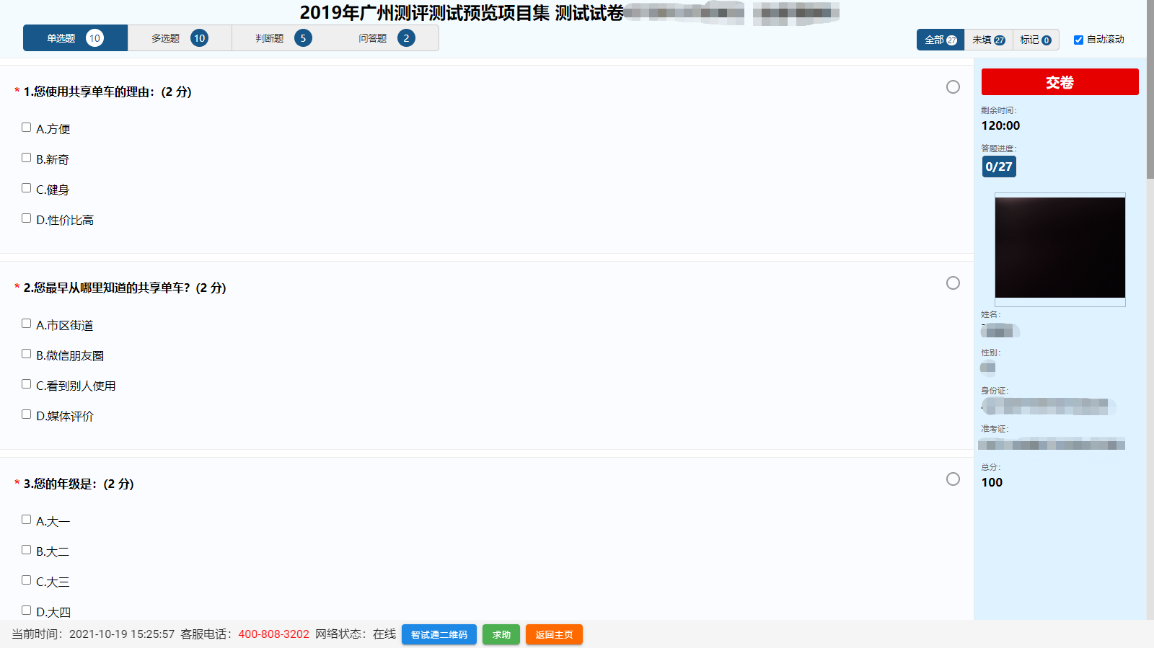 2019年广州测评测试预览项目集 测试试卷
单选题 10 多选题 10 判断题 5 问答题 2
全部 27 未填 27 标记 0 自动滚动
* 1.您使用共享单车的理由：(2 分)
A.方便
B.新奇
C.健身
D.性价比高
* 2.您最早从哪里知道的共享单车？(2 分)
A.市区街道
B.微信朋友圈
C.看到别人使用
D.媒体评价
* 3.您的年级是：(2 分)
A.大一
B.大二
C.大三
D.大四
交卷
剩余时间：
120:00
答题进度：
0/27
姓名：
性别：
身份证：
准考证：
总分：
100
当前时间：2021-10-19 15:25:57 客服电话：400-808-3202 网络状态：在线 智试通二维码 求助 返回主页